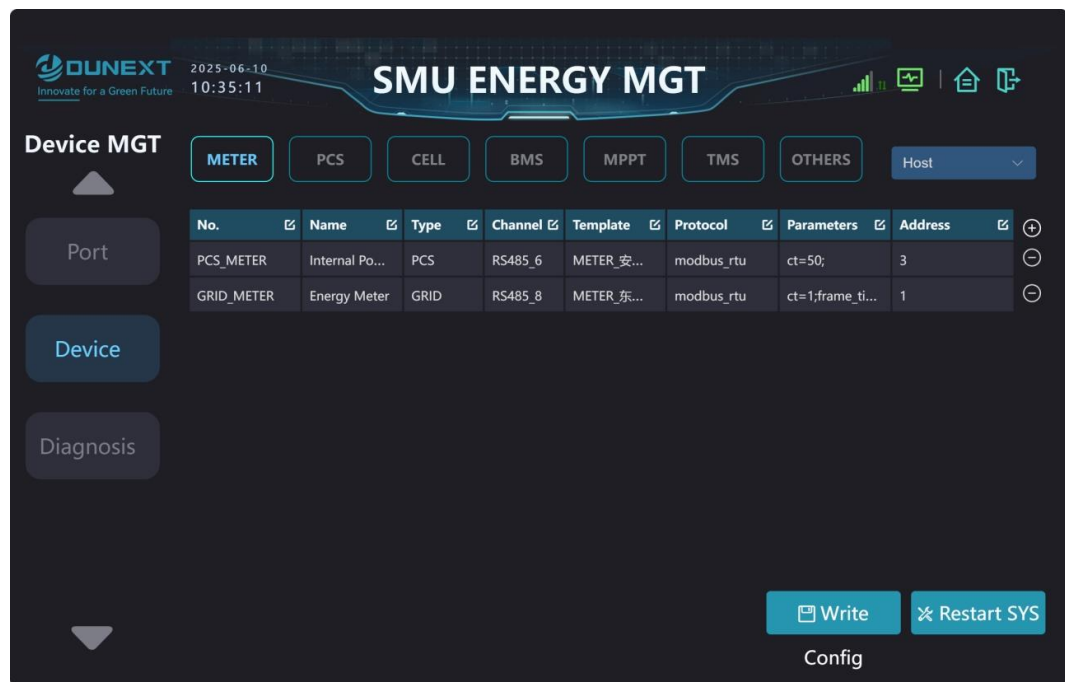 DUNEXT
Innovate for a Green Future
2025-06-10
10:35:11
SMU ENERGY MGT
Device MGT
METER PCS CELL BMS MPPT TMS OTHERS Host
No. Name Type Channel Template Protocol Parameters Address
PCS_METER Internal Po... PCS RS485_6 METER_安... modbus_rtu ct=50; 3
GRID_METER Energy Meter GRID RS485_8 METER_东... modbus_rtu ct=1;frame_ti... 1
Port
Device
Diagnosis
Write Restart SYS
Config